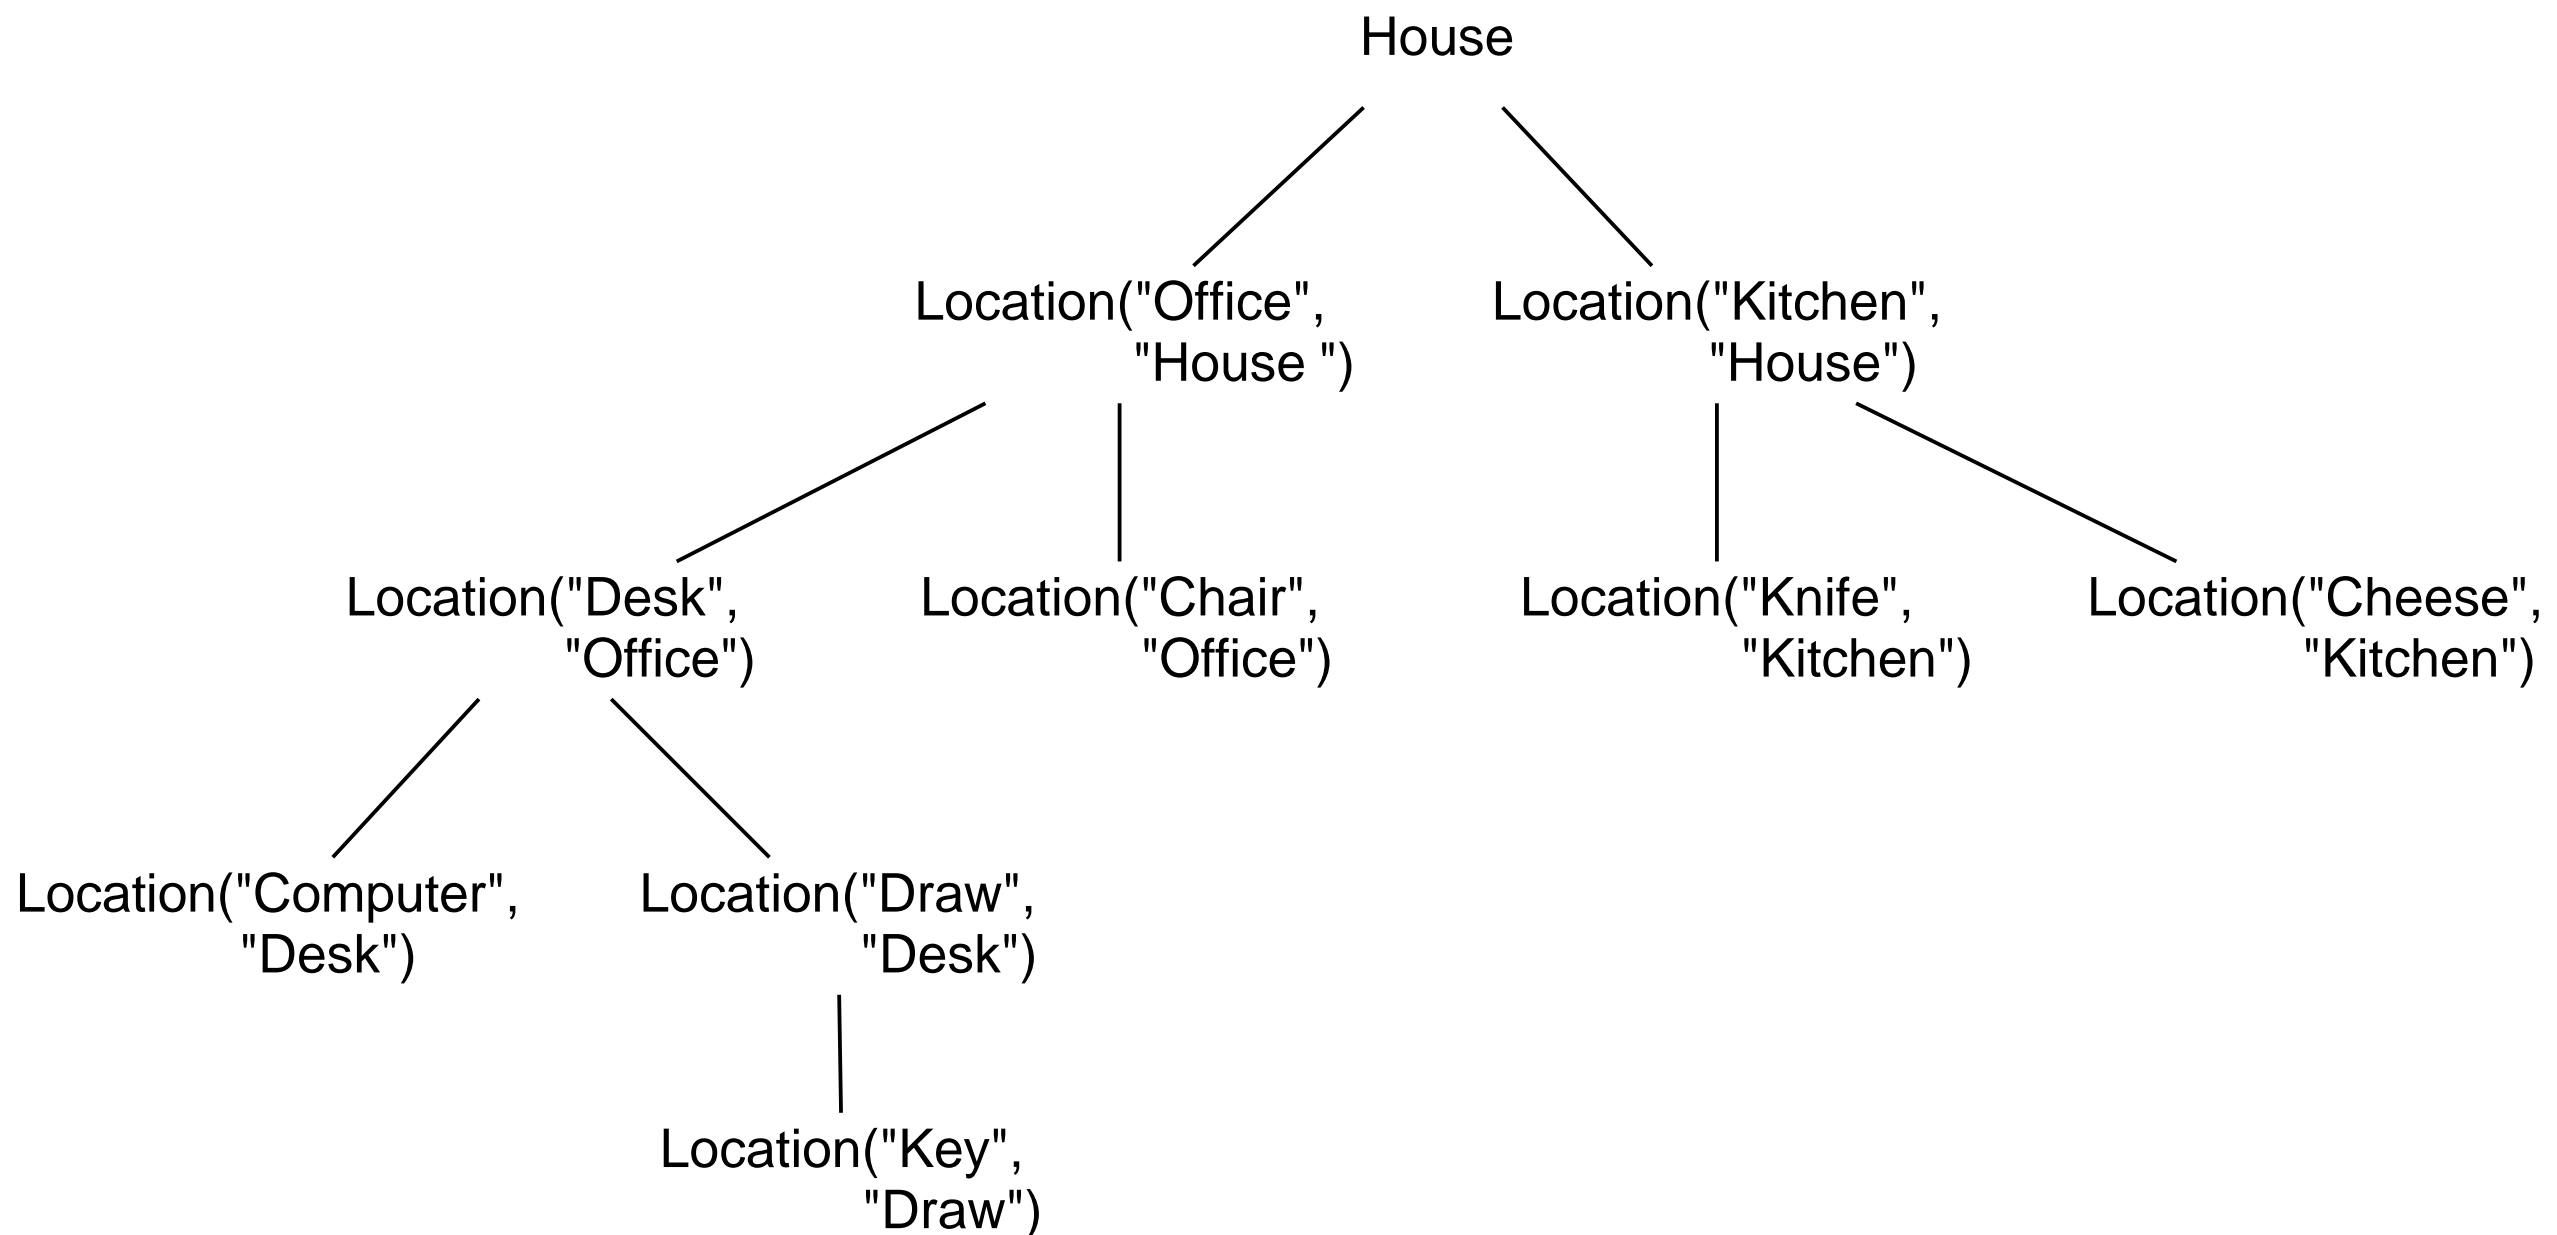 House
Location("Office",
"House ")
Location("Kitchen",
"House")
Location("Desk",
"Office")
Location("Chair",
"Office")
Location("Knife",
"Kitchen")
Location("Cheese",
"Kitchen")
Location("Computer",
"Desk")
Location("Draw",
"Desk")
Location("Key",
"Draw")